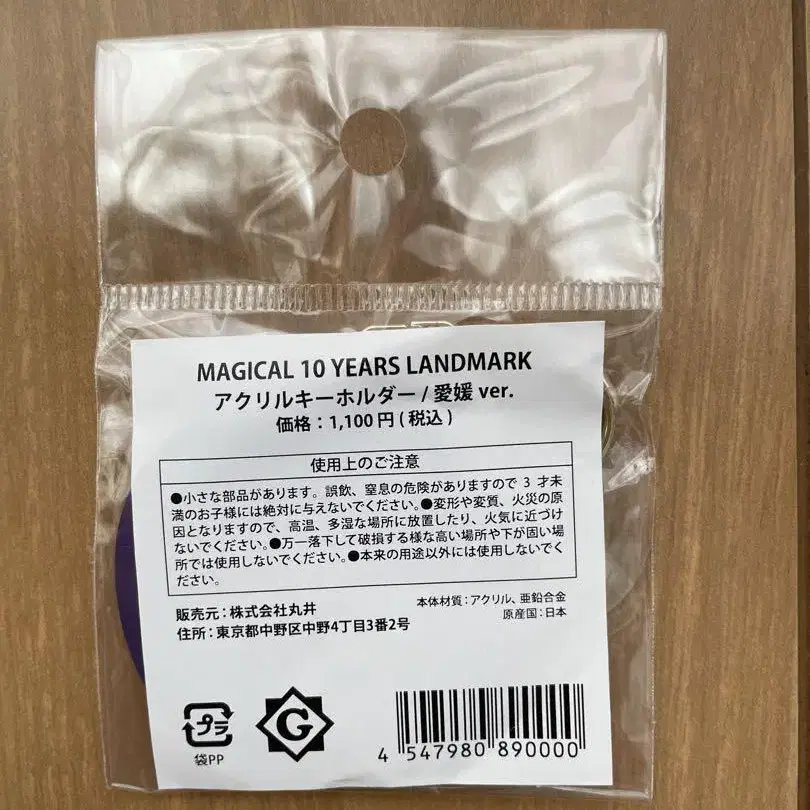 MAGICAL 10 YEARS LANDMARK
アクリルキーホルダー / 愛媛 ver.
価格：1,100 円 ( 税込 )
使用上のご注意
●小さな部品があります。誤飲、窒息の危険がありますので 3 才未
満のお子様には絶対に与えないでください。●変形や変質、火災の原
因となりますので、高温、多湿な場所に放置したり、火気に近づけ
ないでください。●万一落下して破損する様な高い場所や下が固い場
所では使用しないでください。●本来の用途以外には使用しないでく
ださい。
販売元：株式会社丸井
住所：東京都中野区中野4丁目3番2号
本体材質：アクリル、亜鉛合金
原産国：日本
プラ
袋PP
G
4 547980 890000